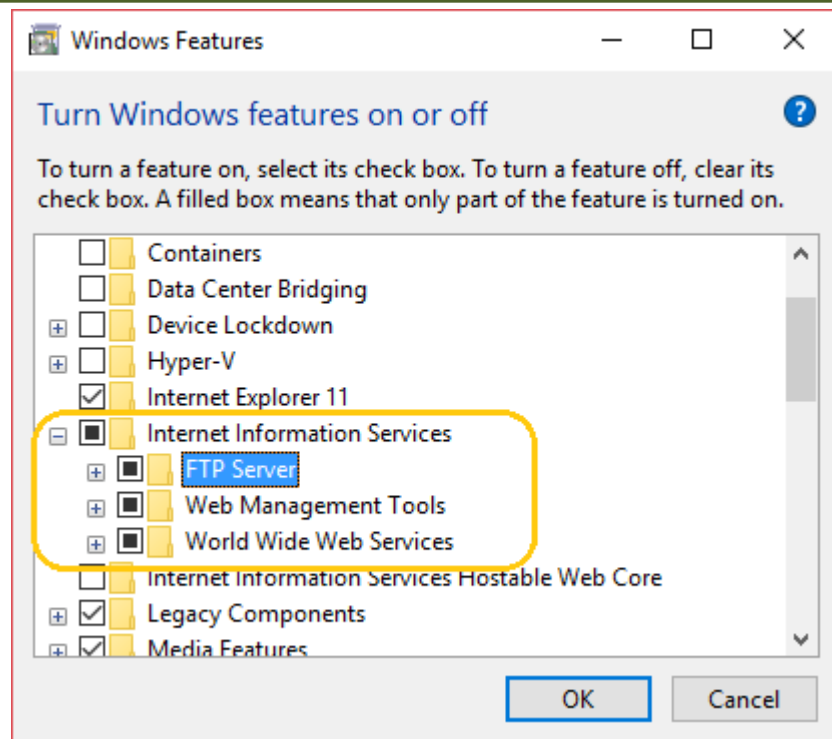 Windows Features
Turn Windows features on or off
To turn a feature on, select its check box. To turn a feature off, clear its
check box. A filled box means that only part of the feature is turned on.
Containers
Data Center Bridging
Device Lockdown
Hyper-V
Internet Explorer 11
Internet Information Services
FTP Server
Web Management Tools
World Wide Web Services
Internet Information Services Hostable Web Core
Legacy Components
Media Features
OK Cancel